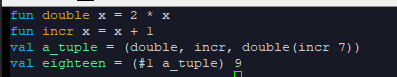 fun double x = 2 * x
fun incr x = x + 1
val a_tuple = (double, incr, double(incr 7))
val eighteen = (#1 a_tuple) 9